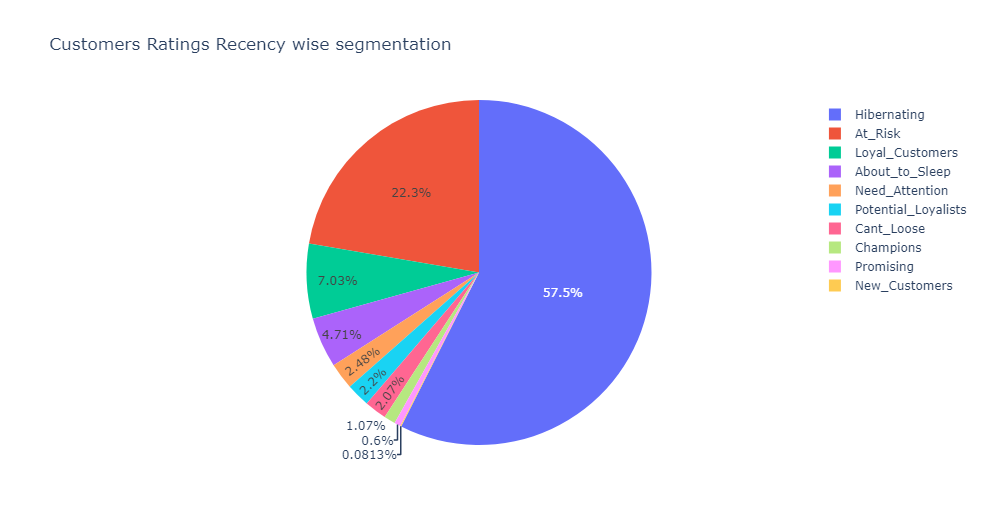 Customers Ratings Recency wise segmentation
Hibernating
At_Risk
Loyal_Customers
About_to_Sleep
Need_Attention
Potential_Loyalists
Cant_Loose
Champions
Promising
New_Customers
22.3%
57.5%
7.03%
4.71%
2.48%
2.2%
2.07%
1.07%
0.6%
0.0813%